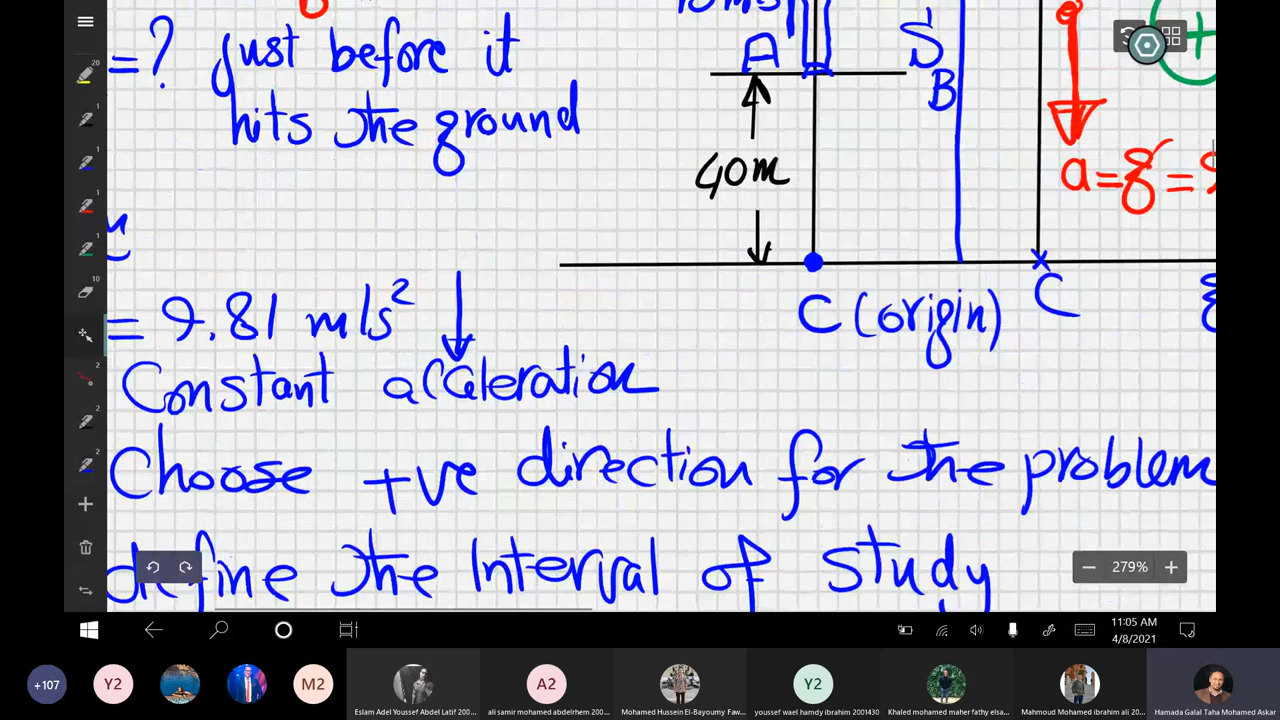 =? just before it
hits the ground
A
S
B
40m
a=g=
C (origin)
C
= 9.81 m/s²
Constant acceleration
Choose +ve direction for the problem
define the Interval of study
279%
11:05 AM
4/8/2021
+107
Y2
M2
A2
Y2
Eslam Adel Youssef Abdel Latif 200...
ali samir mohamed abdelrhem 200...
Mohamed Hussein El-Bayoumy Faw...
youssef wael hamdy ibrahim 2001430
Khaled mohamed maher fathy elsa...
Mahmoud Mohamed ibrahim ali 20...
Hamada Galal Taha Mohamed Askar